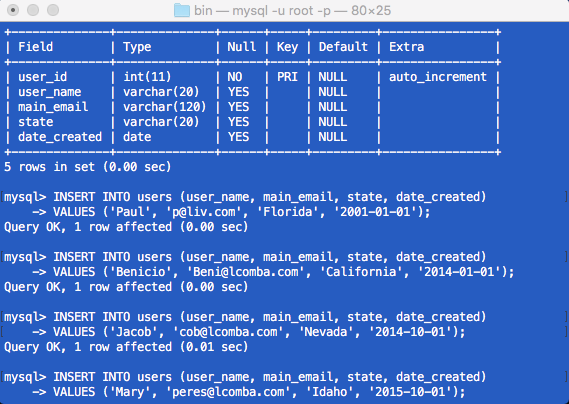 bin — mysql -u root -p — 80×25
+--------------+--------------+------+-----+---------+----------------+
| Field        | Type         | Null | Key | Default | Extra          |
+--------------+--------------+------+-----+---------+----------------+
| user_id      | int(11)      | NO   | PRI | NULL    | auto_increment |
| user_name    | varchar(20)  | YES  |     | NULL    |                |
| main_email   | varchar(120) | YES  |     | NULL    |                |
| state        | varchar(20)  | YES  |     | NULL    |                |
| date_created | date         | YES  |     | NULL    |                |
+--------------+--------------+------+-----+---------+----------------+
5 rows in set (0.00 sec)
mysql> INSERT INTO users (user_name, main_email, state, date_created)
    -> VALUES ('Paul', 'p@liv.com', 'Florida', '2001-01-01');
Query OK, 1 row affected (0.00 sec)
mysql> INSERT INTO users (user_name, main_email, state, date_created)
    -> VALUES ('Benicio', 'Beni@lcomba.com', 'California', '2014-01-01');
Query OK, 1 row affected (0.00 sec)
mysql> INSERT INTO users (user_name, main_email, state, date_created)
    -> VALUES ('Jacob', 'cob@lcomba.com', 'Nevada', '2014-10-01');
Query OK, 1 row affected (0.01 sec)
mysql> INSERT INTO users (user_name, main_email, state, date_created)
    -> VALUES ('Mary', 'peres@lcomba.com', 'Idaho', '2015-10-01');